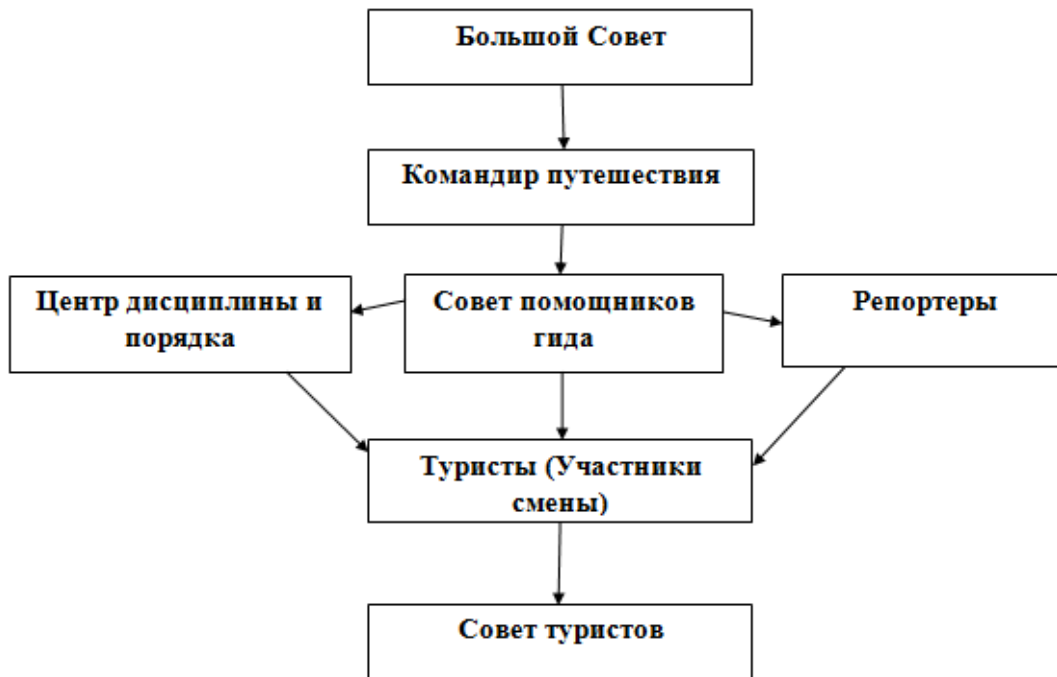 Большой Совет
Командир путешествия
Центр дисциплины и
порядка
Совет помощников
гида
Репортеры
Туристы (Участники
смены)
Совет туристов